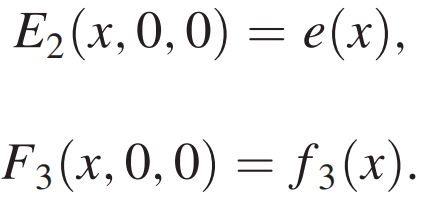 E₂(x, 0, 0) = e(x),
F₃(x, 0, 0) = f₃(x).